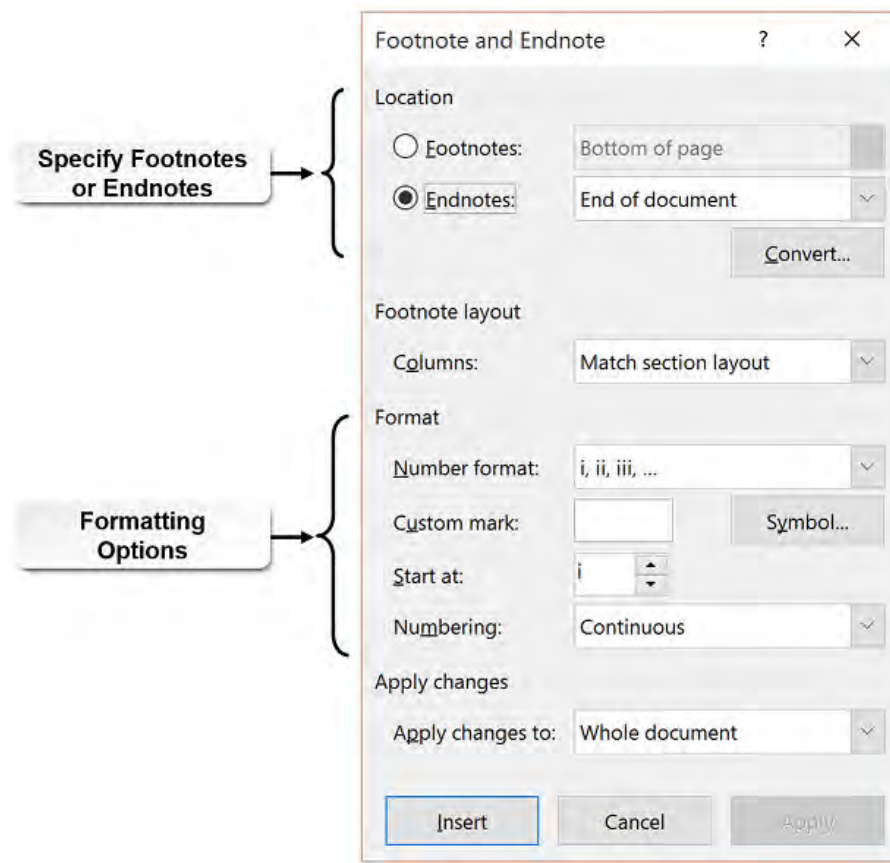 Footnote and Endnote ? ×
Location
Specify Footnotes
or Endnotes
Footnotes: Bottom of page
Endnotes: End of document
Convert...
Footnote layout
Columns: Match section layout
Format
Number format: i, ii, iii, ...
Formatting
Options
Custom mark: Symbol...
Start at: i
Numbering: Continuous
Apply changes
Apply changes to: Whole document
Insert Cancel Apply